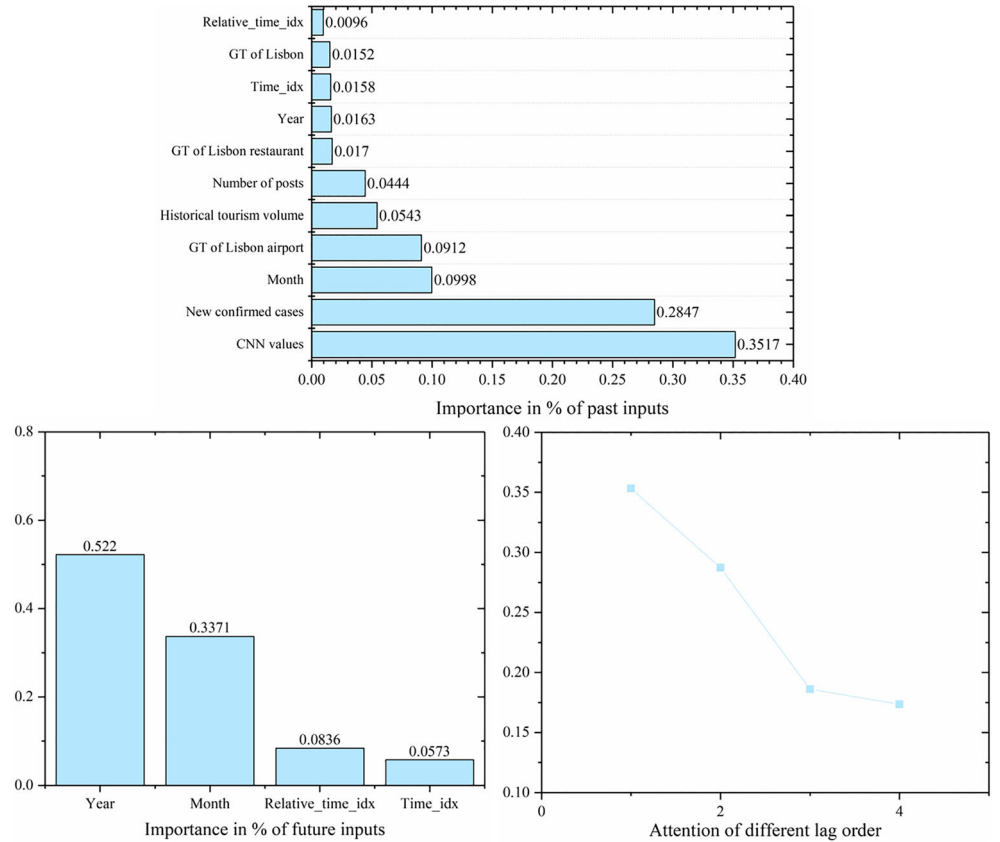 Relative_time_idx 0.0096
GT of Lisbon 0.0152
Time_idx 0.0158
Year 0.0163
GT of Lisbon restaurant 0.017
Number of posts 0.0444
Historical tourism volume 0.0543
GT of Lisbon airport 0.0912
Month 0.0998
New confirmed cases 0.2847
CNN values 0.3517
0.00 0.05 0.10 0.15 0.20 0.25 0.30 0.35 0.40
Importance in % of past inputs
0.8
0.6
0.4
0.2
0.0
0.522
0.3371
0.0836
0.0573
Year Month Relative_time_idx Time_idx
Importance in % of future inputs
0.40
0.35
0.30
0.25
0.20
0.15
0.10
0 2 4
Attention of different lag order